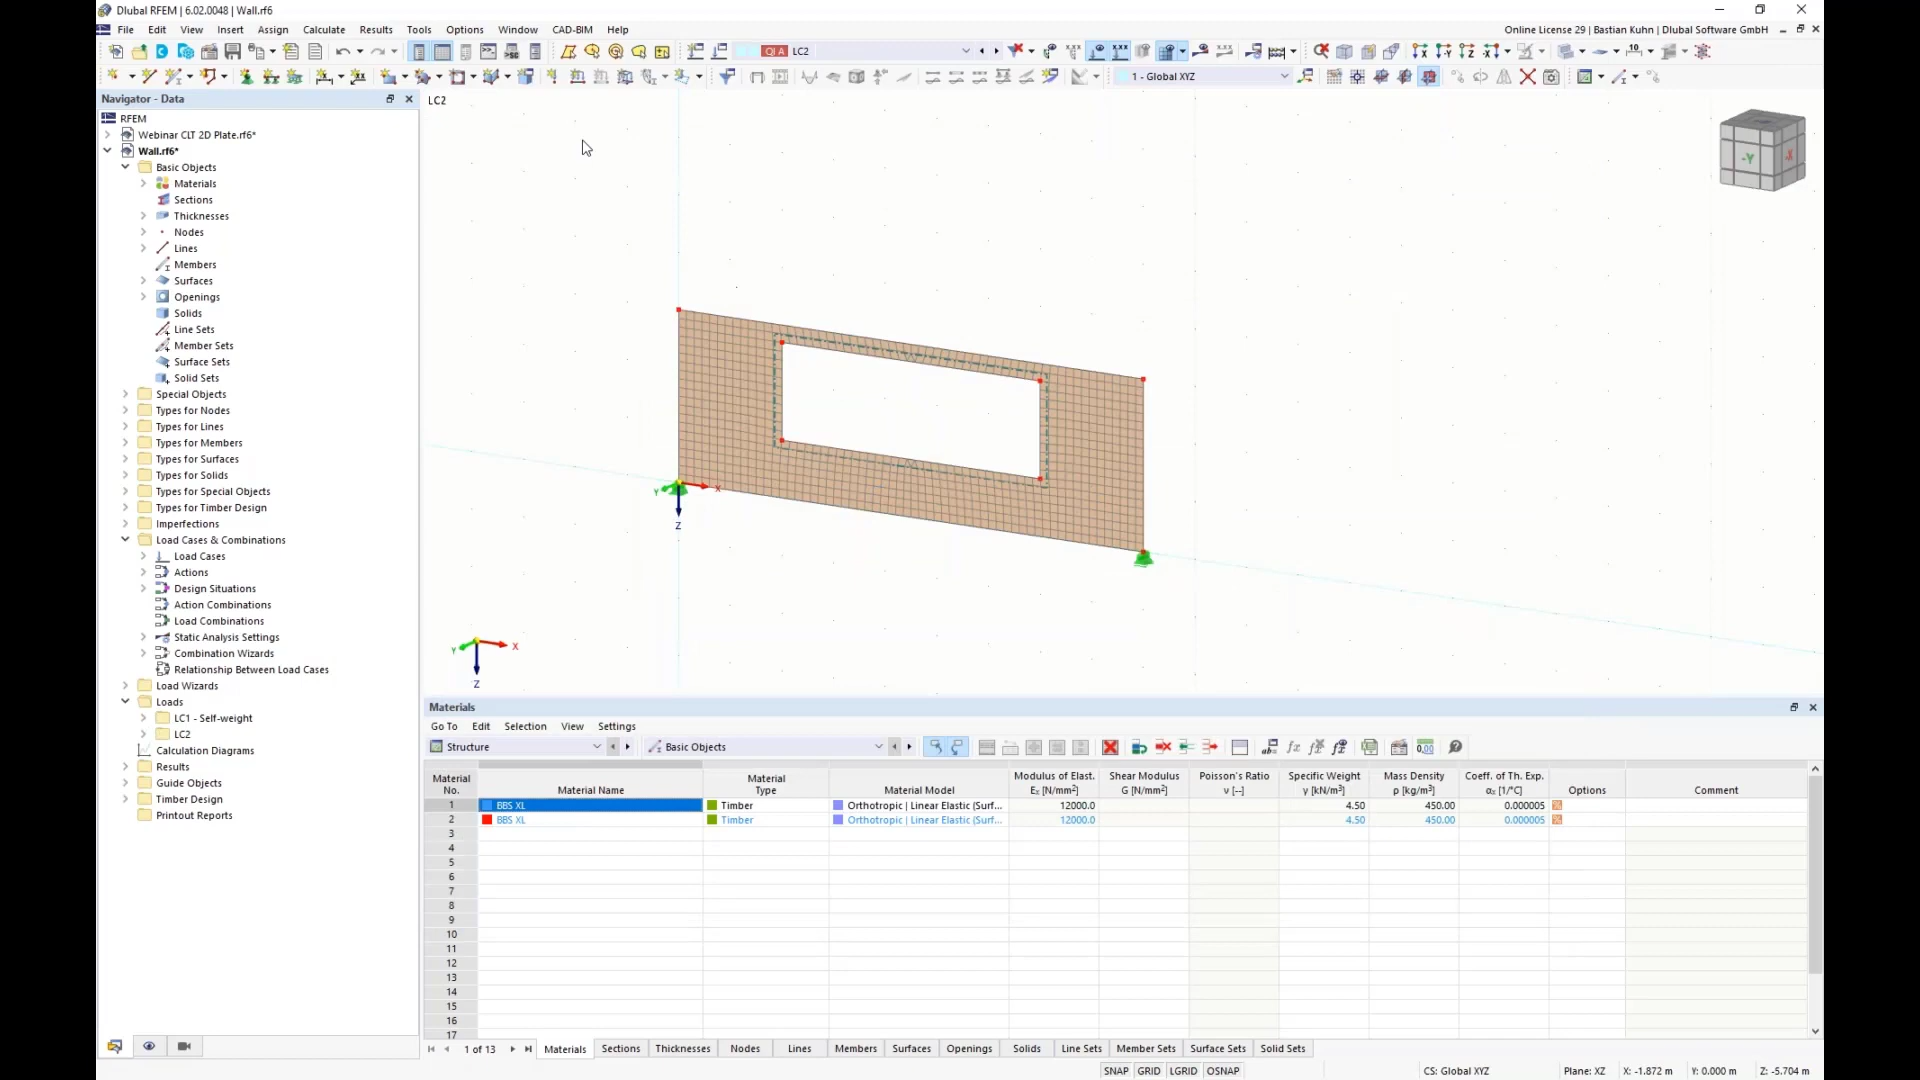 Dlubal RFEM | 6.02.0048 | Wall.rf6*
File Edit View Insert Assign Calculate Results Tools Options Window CAD-BIM Help
Online License 29 | Bastian Kuhn | Dlubal Software GmbH
QI A LC2
1 - Global XYZ
Navigator - Data
LC2
RFEM
Webinar CLT 2D Plate.rf6*
Wall.rf6*
Basic Objects
Materials
Sections
Thicknesses
Nodes
Lines
Members
Surfaces
Openings
Solids
Line Sets
Member Sets
Surface Sets
Solid Sets
Special Objects
Types for Nodes
Types for Lines
Types for Members
Types for Surfaces
Types for Solids
Types for Special Objects
Types for Timber Design
Imperfections
Load Cases & Combinations
Load Cases
Actions
Design Situations
Action Combinations
Load Combinations
Static Analysis Settings
Combination Wizards
Relationship Between Load Cases
Load Wizards
Loads
LC1 - Self-weight
LC2
Calculation Diagrams
Results
Guide Objects
Timber Design
Printout Reports
-Y
Y X
Z
Y X
Z
Materials
Go To Edit Selection View Settings
Structure Basic Objects
Material No. Material Name Material Type Material Model Modulus of Elast. Eₓ [N/mm²] Shear Modulus G [N/mm²] Poisson's Ratio ν [--] Specific Weight γ [kN/m³] Mass Density ρ [kg/m³] Coeff. of Th. Exp. αₓ [1/°C] Options Comment
1 BBS XL Timber Orthotropic | Linear Elastic (Surf... 12000.0 4.50 450.00 0.000005
2 BBS XL Timber Orthotropic | Linear Elastic (Surf... 12000.0 4.50 450.00 0.000005
3
4
5
6
7
8
9
10
11
12
13
14
15
16
17
1 of 13 Materials Sections Thicknesses Nodes Lines Members Surfaces Openings Solids Line Sets Member Sets Surface Sets Solid Sets
SNAP GRID LGRID OSNAP CS: Global XYZ Plane: XZ X: -1.872 m Y: 0.000 m Z: -5.704 m